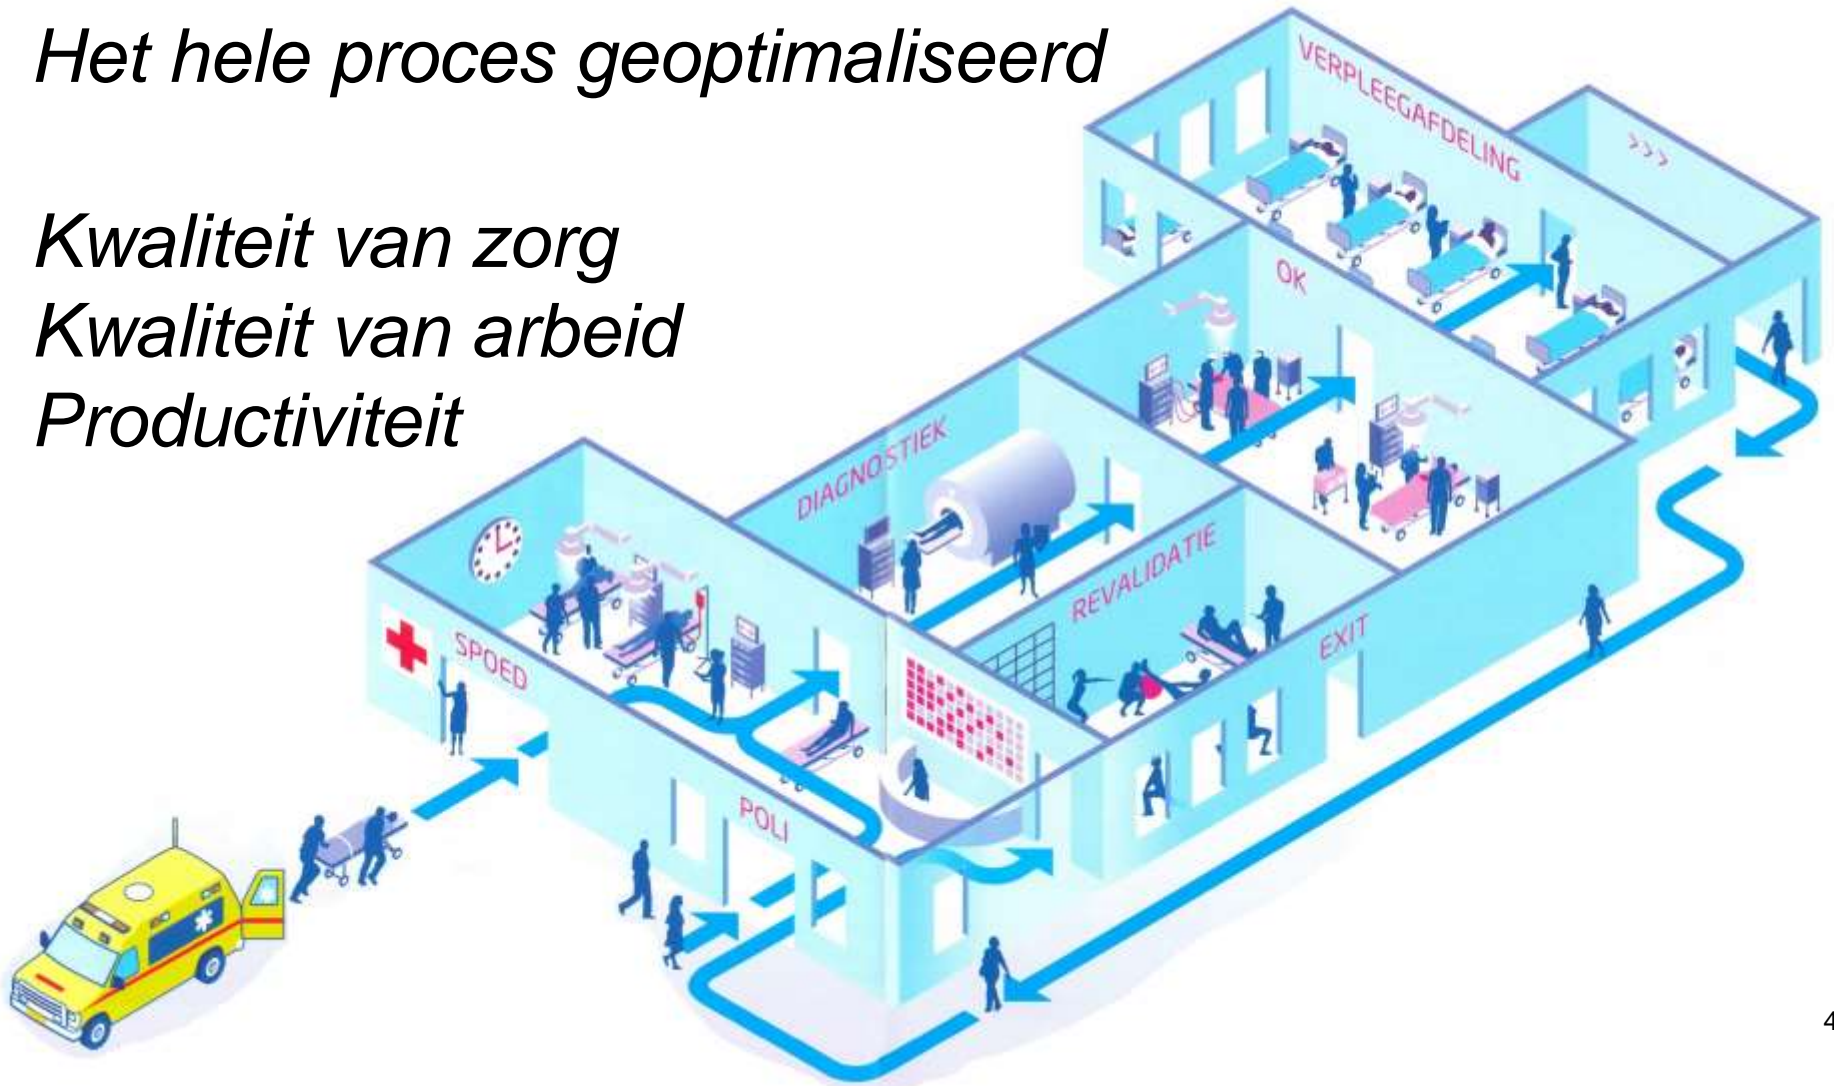 Het hele proces geoptimaliseerd
Kwaliteit van zorg
Kwaliteit van arbeid
Productiviteit
VERPLEEGAFDELING
>>>
OK
DIAGNOSTIEK
REVALIDATIE
EXIT
SPOED
POLI
4